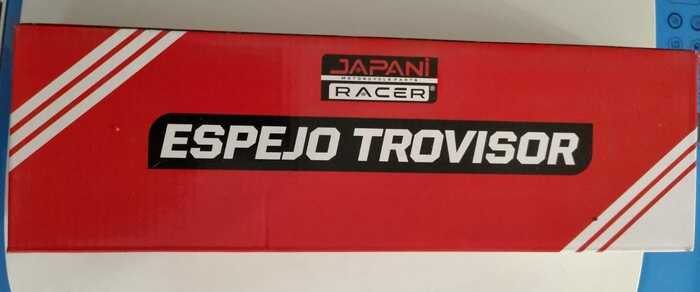 JAPANi
MOTORCYCLE PARTS
RACER®
ESPEJO TROVISOR